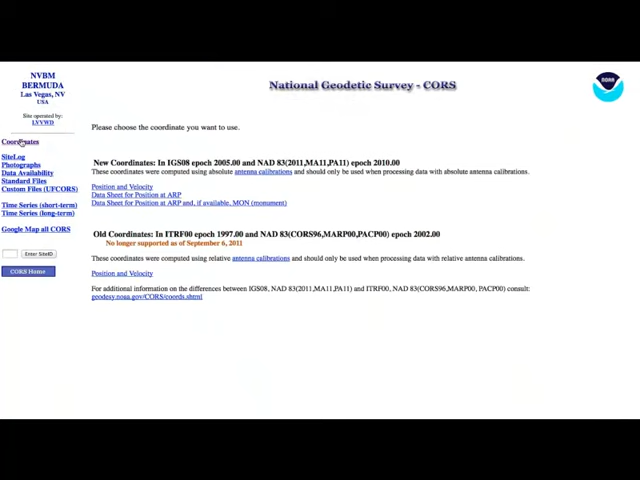 NVBM
BERMUDA
Las Vegas, NV
USA
Site operated by:
LVVWD
Coordinates
SiteLog
Photographs
Data Availability
Standard Files
Custom Files (UFCORS)
Time Series (short-term)
Time Series (long-term)
Google Map all CORS
Enter SiteID
CORS Home
National Geodetic Survey - CORS
NOAA
Please choose the coordinate you want to use.
New Coordinates: In IGS08 epoch 2005.00 and NAD 83(2011,MA11,PA11) epoch 2010.00
These coordinates were computed using absolute antenna calibrations and should only be used when processing data with absolute antenna calibrations.
Position and Velocity
Data Sheet for Position at ARP
Data Sheet for Position at ARP and, if available, MON (monument)
Old Coordinates: In ITRF00 epoch 1997.00 and NAD 83(CORS96,MARP00,PACP00) epoch 2002.00
No longer supported as of September 6, 2011
These coordinates were computed using relative antenna calibrations and should only be used when processing data with relative antenna calibrations.
Position and Velocity
For additional information on the differences between IGS08, NAD 83(2011,MA11,PA11) and ITRF00, NAD 83(CORS96,MARP00, PACP00) consult:
geodesy.noaa.gov/CORS/coords.shtml